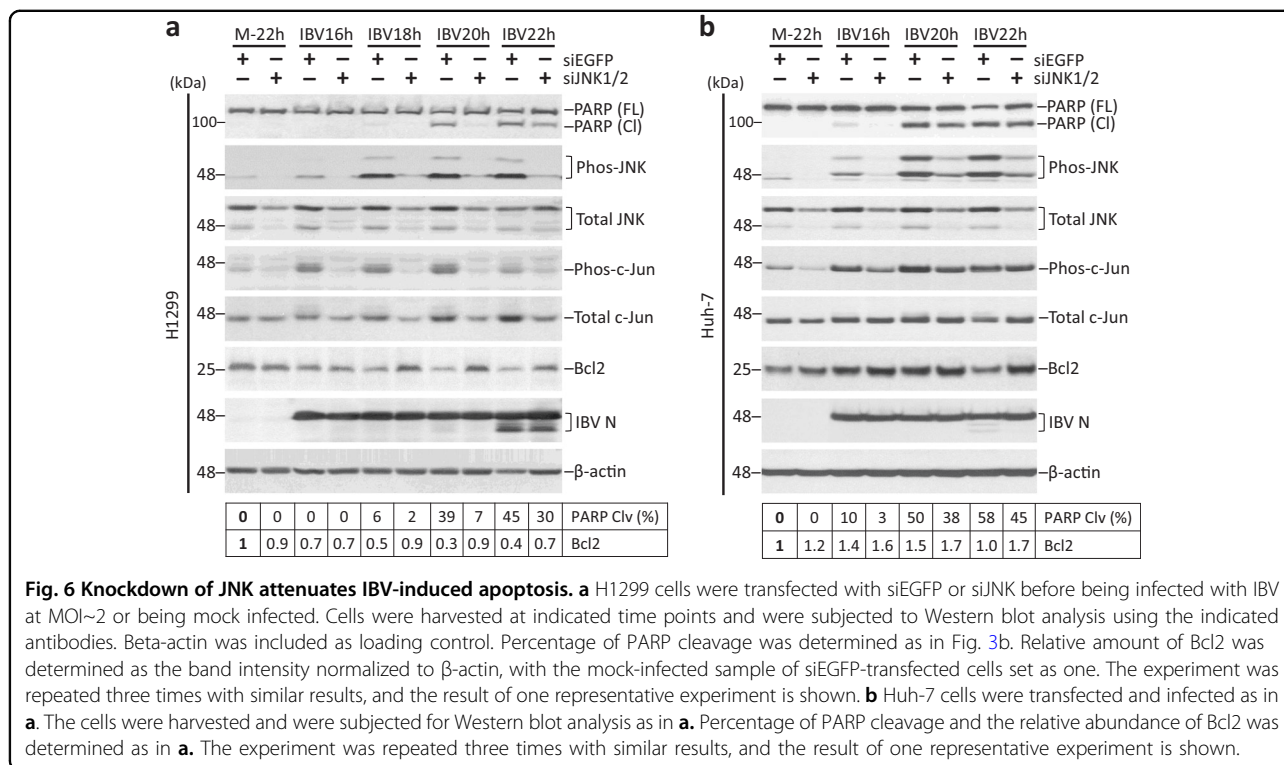 a
M-22h IBV16h IBV18h IBV20h IBV22h
+ − + − + − + − + − siEGFP
− + − + − + − + − + siJNK1/2
(kDa)
PARP (FL)
100 PARP (Cl)
Phos-JNK
48
Total JNK
48
48 Phos-c-Jun
48 Total c-Jun
25 Bcl2
48 IBV N
48 β-actin
H1299
0 0 0 0 6 2 39 7 45 30 PARP Clv (%)
1 0.9 0.7 0.7 0.5 0.9 0.3 0.9 0.4 0.7 Bcl2
b
M-22h IBV16h IBV20h IBV22h
+ − + − + − + − siEGFP
− + − + − + − + siJNK1/2
(kDa)
PARP (FL)
100 PARP (Cl)
Phos-JNK
48
Total JNK
48
48 Phos-c-Jun
48 Total c-Jun
25 Bcl2
48 IBV N
48 β-actin
Huh-7
0 0 10 3 50 38 58 45 PARP Clv (%)
1 1.2 1.4 1.6 1.5 1.7 1.0 1.7 Bcl2
Fig. 6 Knockdown of JNK attenuates IBV-induced apoptosis. a H1299 cells were transfected with siEGFP or siJNK before being infected with IBV
at MOI~2 or being mock infected. Cells were harvested at indicated time points and were subjected to Western blot analysis using the indicated
antibodies. Beta-actin was included as loading control. Percentage of PARP cleavage was determined as in Fig. 3b. Relative amount of Bcl2 was
determined as the band intensity normalized to β-actin, with the mock-infected sample of siEGFP-transfected cells set as one. The experiment was
repeated three times with similar results, and the result of one representative experiment is shown. b Huh-7 cells were transfected and infected as in
a. The cells were harvested and were subjected for Western blot analysis as in a. Percentage of PARP cleavage and the relative abundance of Bcl2 was
determined as in a. The experiment was repeated three times with similar results, and the result of one representative experiment is shown.